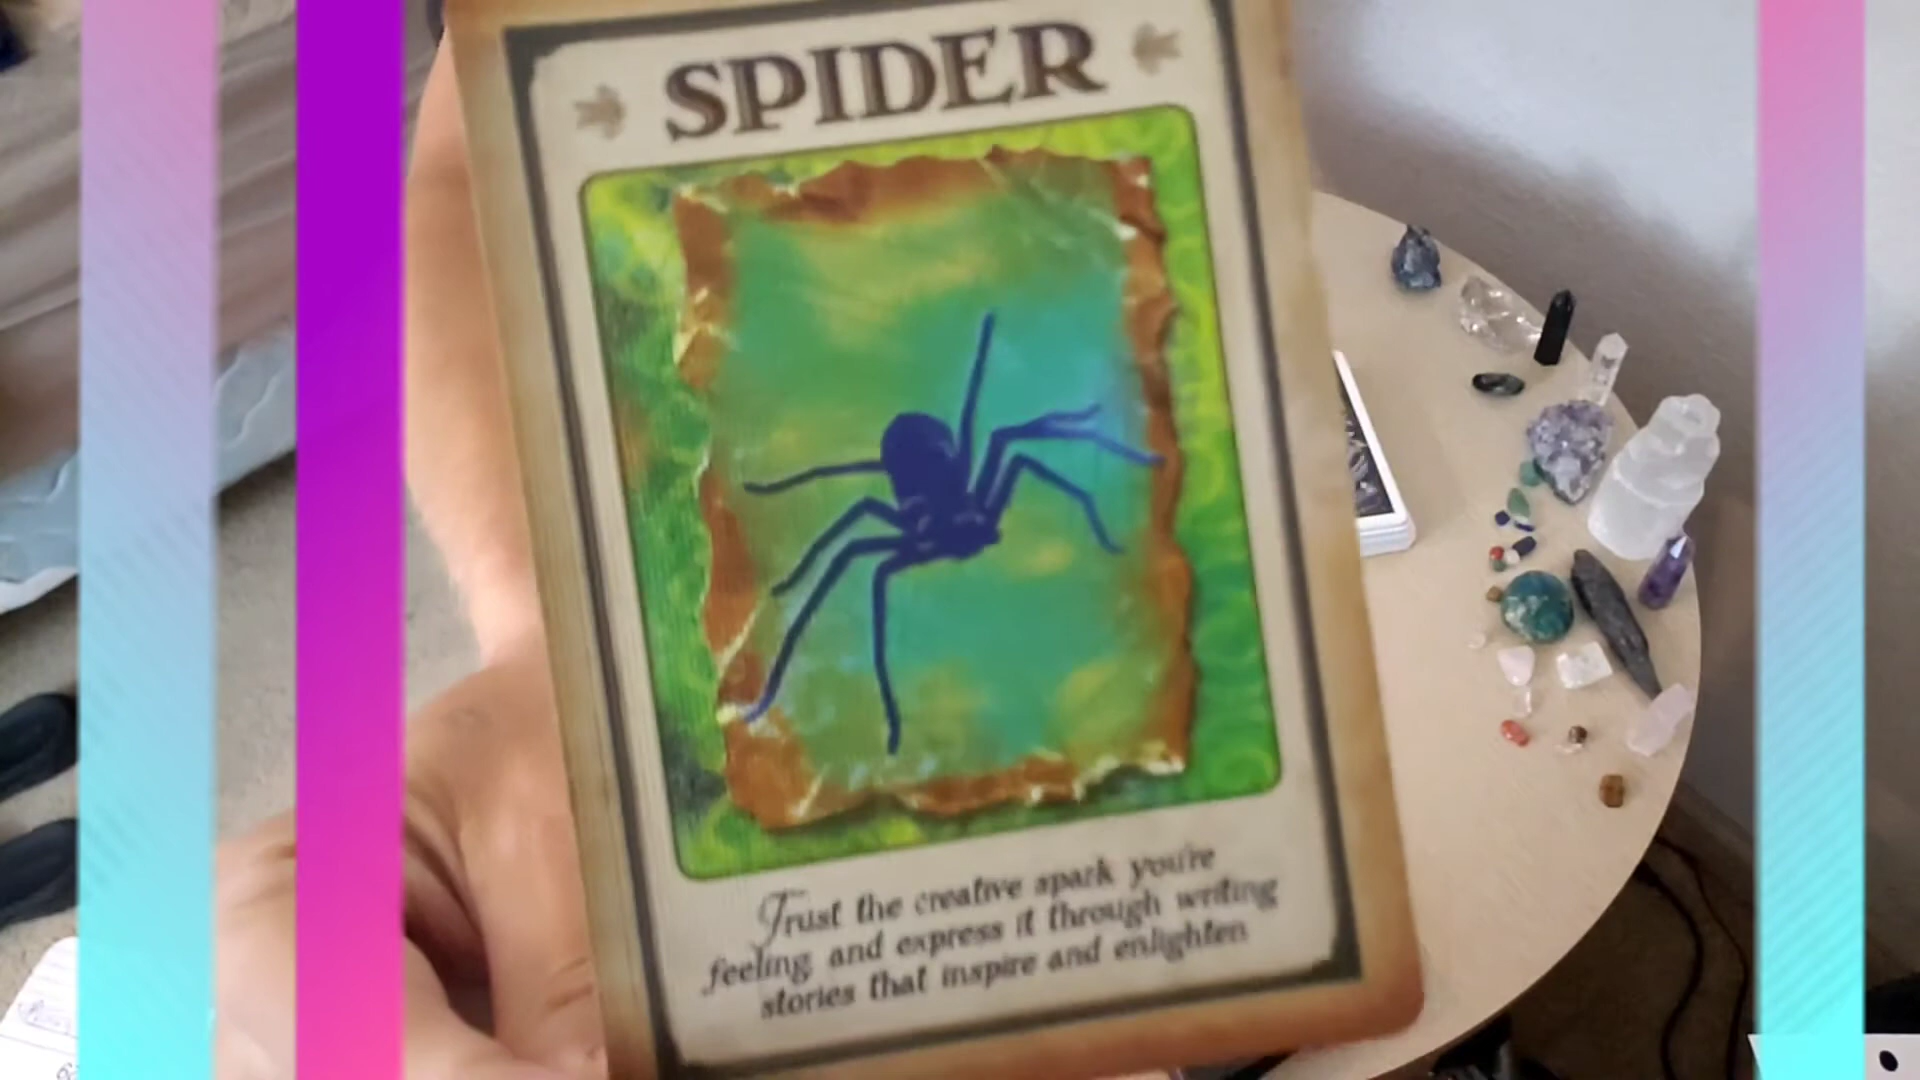 SPIDER
Trust the creative spark you're
feeling and express it through writing
stories that inspire and enlighten